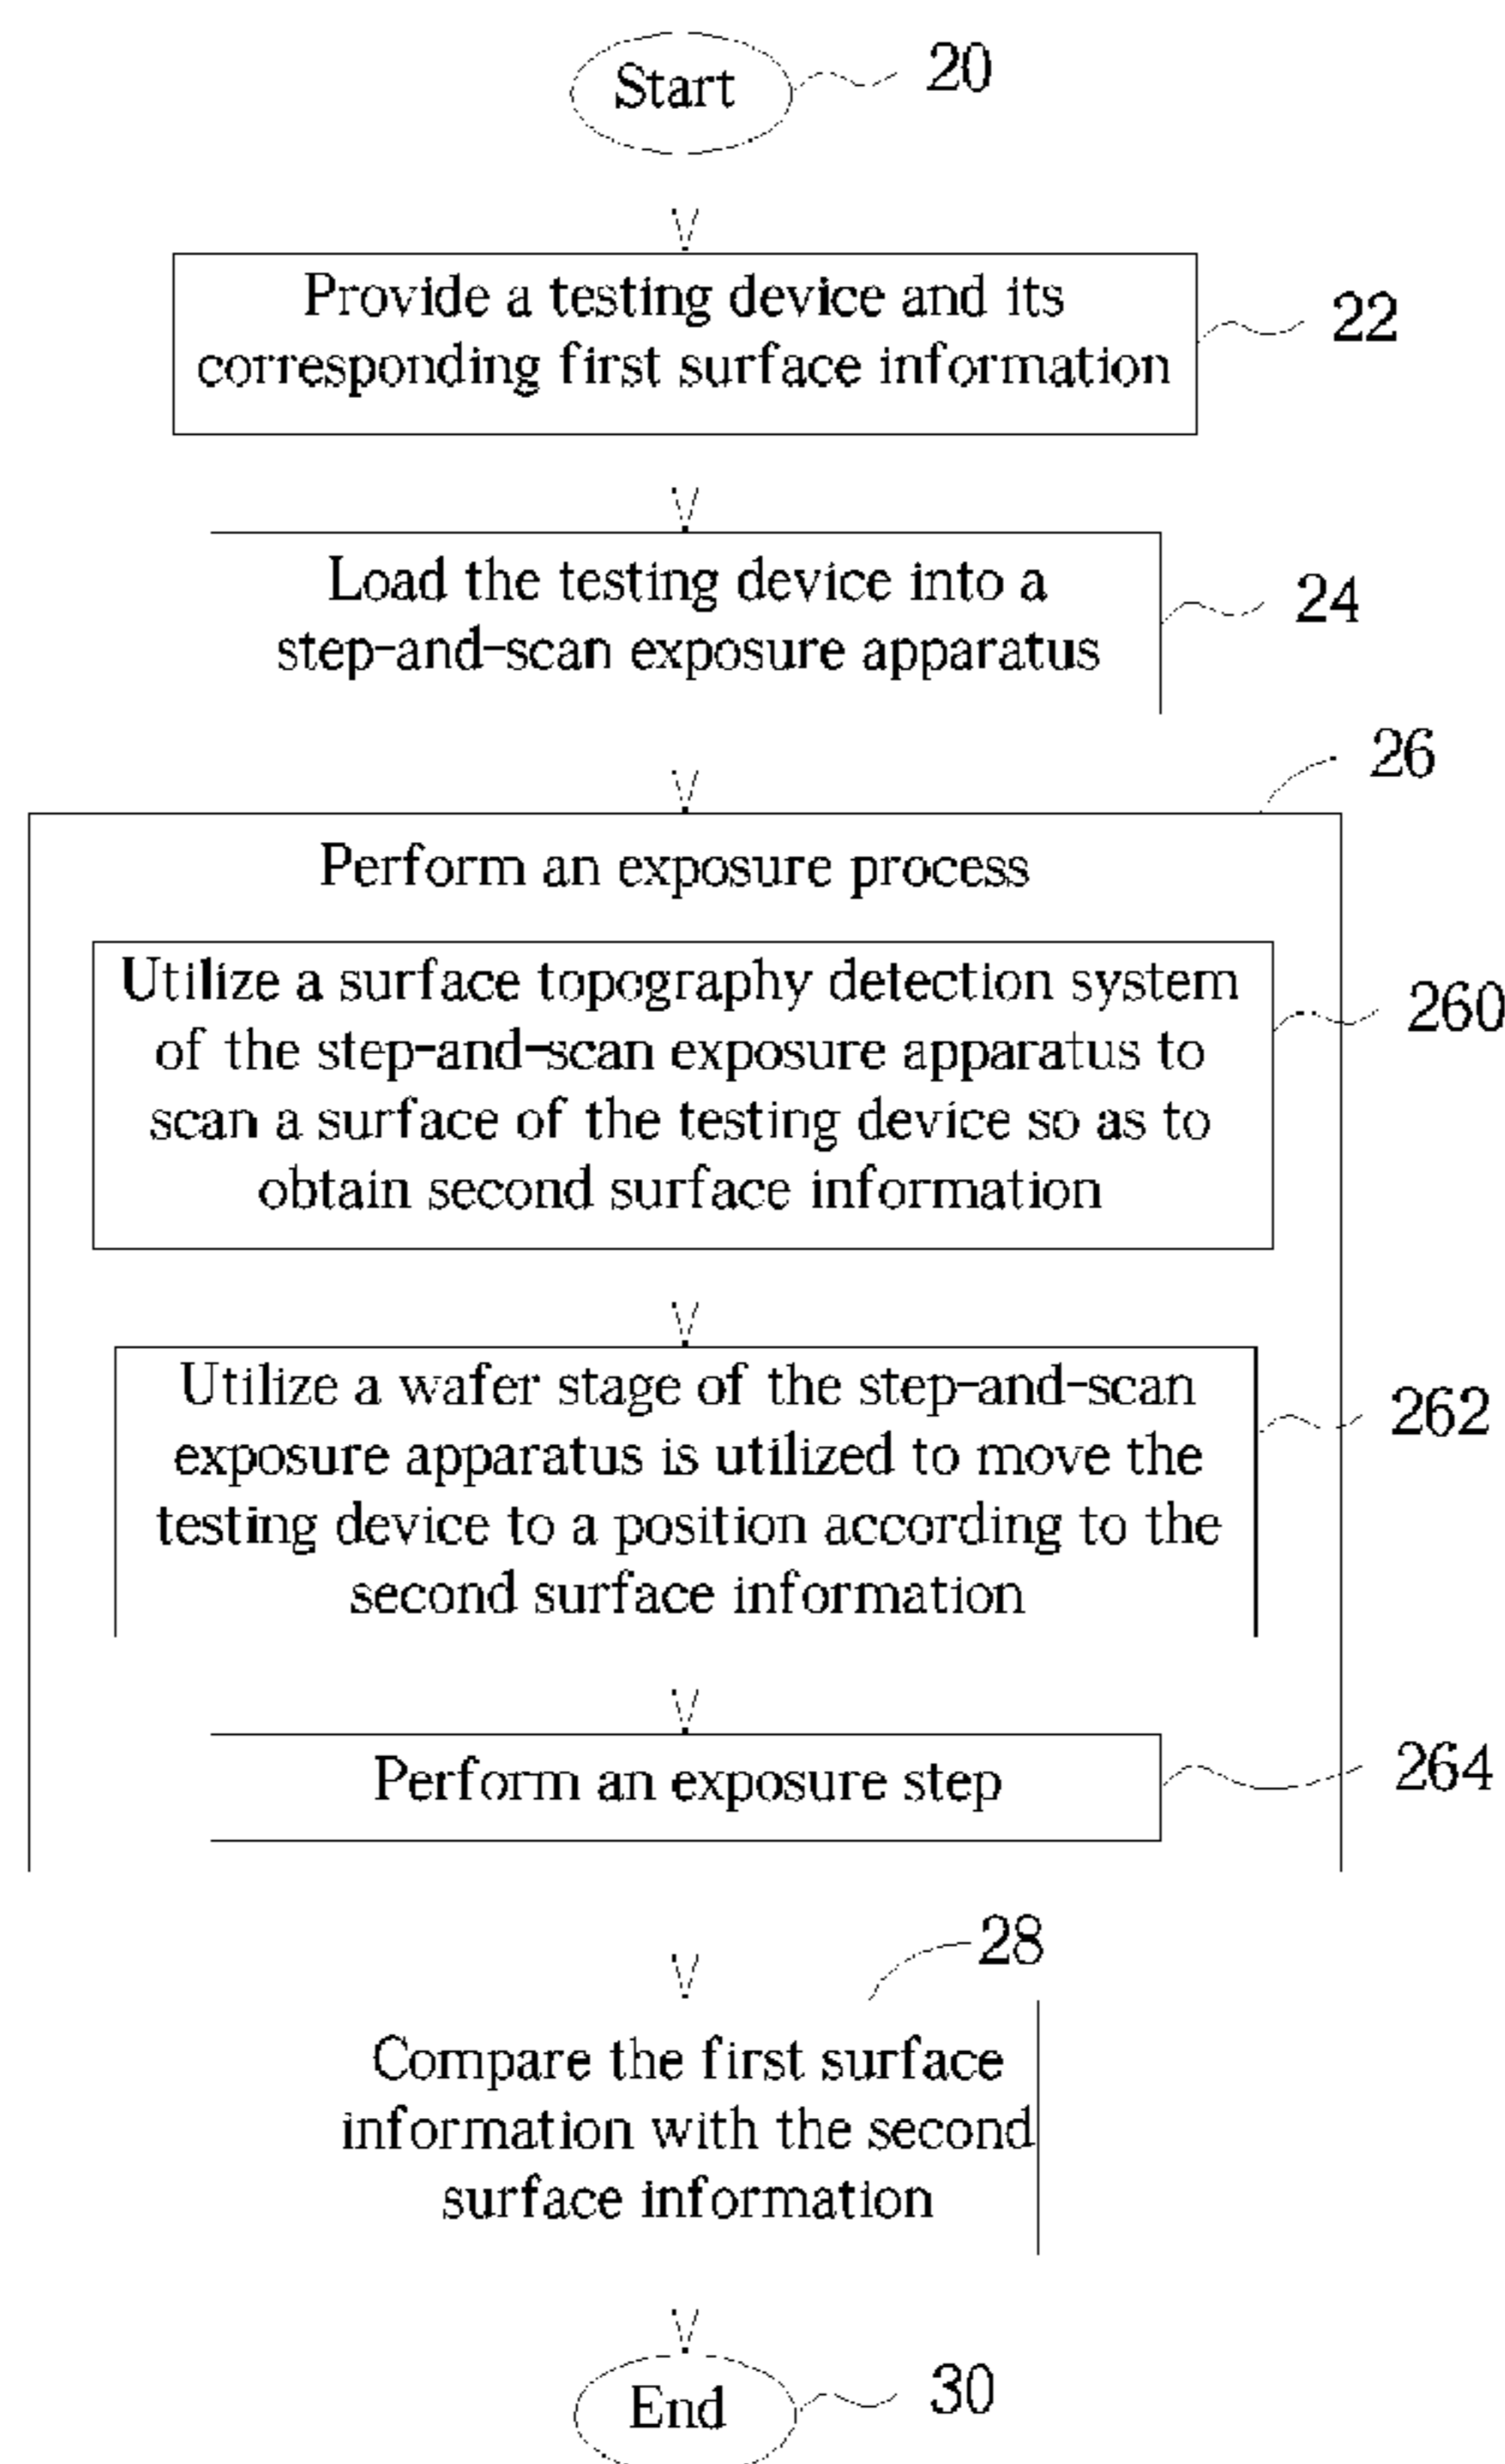 Start
20
Provide a testing device and its
corresponding first surface information
22
Load the testing device into a
step-and-scan exposure apparatus
24
26
Perform an exposure process
Utilize a surface topography detection system
of the step-and-scan exposure apparatus to
scan a surface of the testing device so as to
obtain second surface information
260
Utilize a wafer stage of the step-and-scan
exposure apparatus is utilized to move the
testing device to a position according to the
second surface information
262
Perform an exposure step
264
28
Compare the first surface
information with the second
surface information
End
30